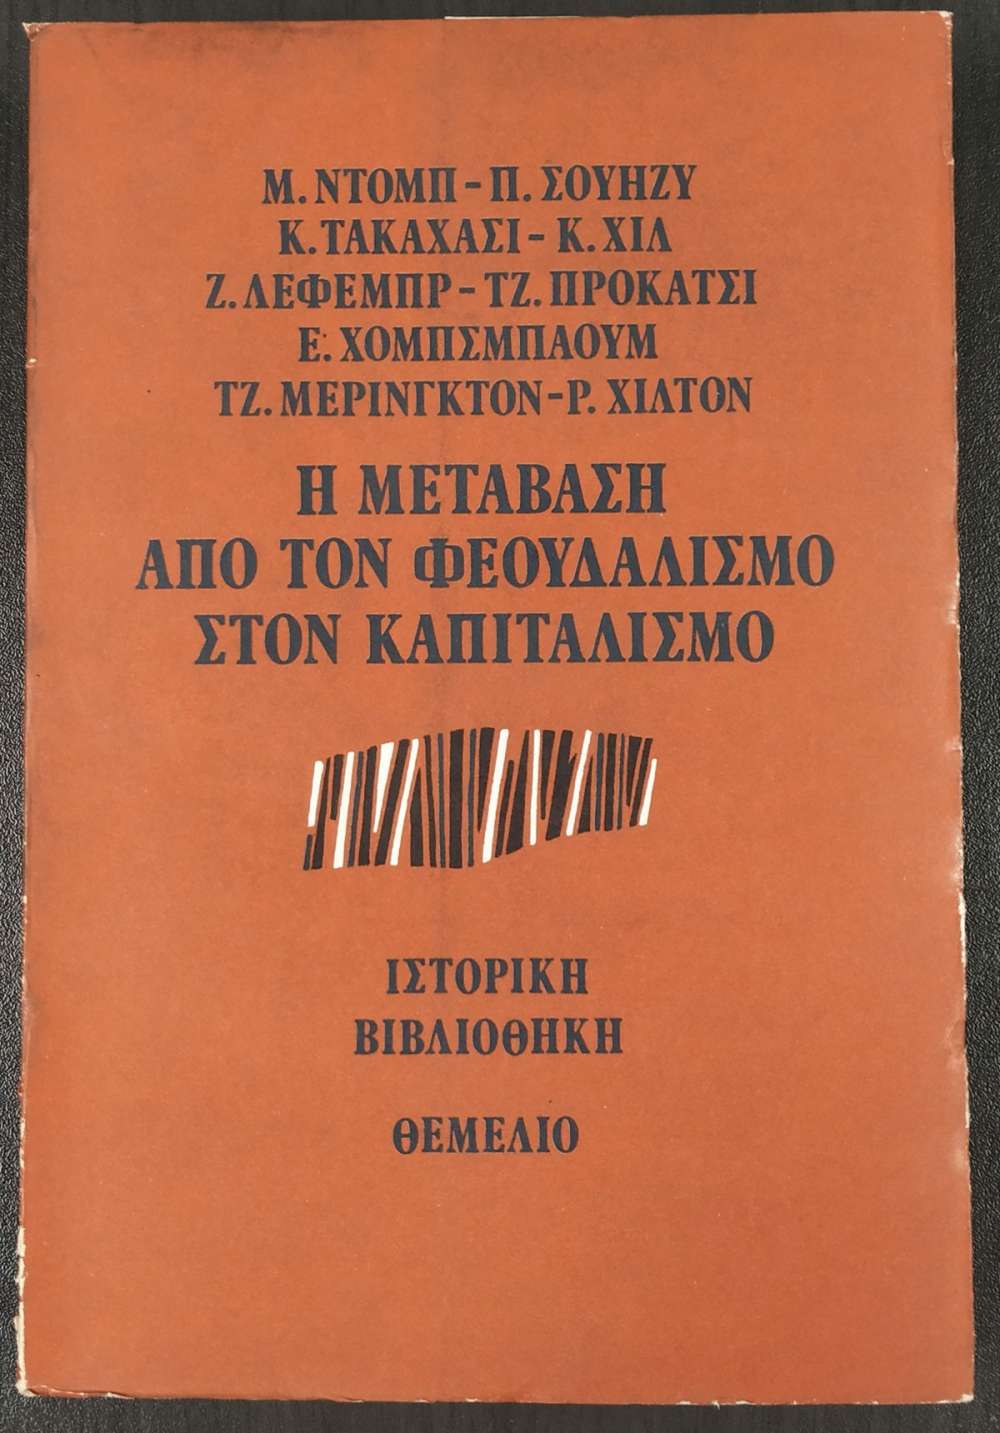 Μ. ΝΤΟΜΠ - Π. ΣΟΥΗΖΥ
Κ. ΤΑΚΑΧΑΣΙ - Κ. ΧΙΛ
Ζ. ΛΕΦΕΜΠΡ - ΤΖ. ΠΡΟΚΑΤΣΙ
Ε. ΧΟΜΠΣΜΠΑΟΥΜ
ΤΖ. ΜΕΡΙΝΓΚΤΟΝ - Ρ. ΧΙΛΤΟΝ
Η ΜΕΤΑΒΑΣΗ
ΑΠΟ ΤΟΝ ΦΕΟΥΔΑΛΙΣΜΟ
ΣΤΟΝ ΚΑΠΙΤΑΛΙΣΜΟ
ΙΣΤΟΡΙΚΗ
ΒΙΒΛΙΟΘΗΚΗ
ΘΕΜΕΛΙΟ